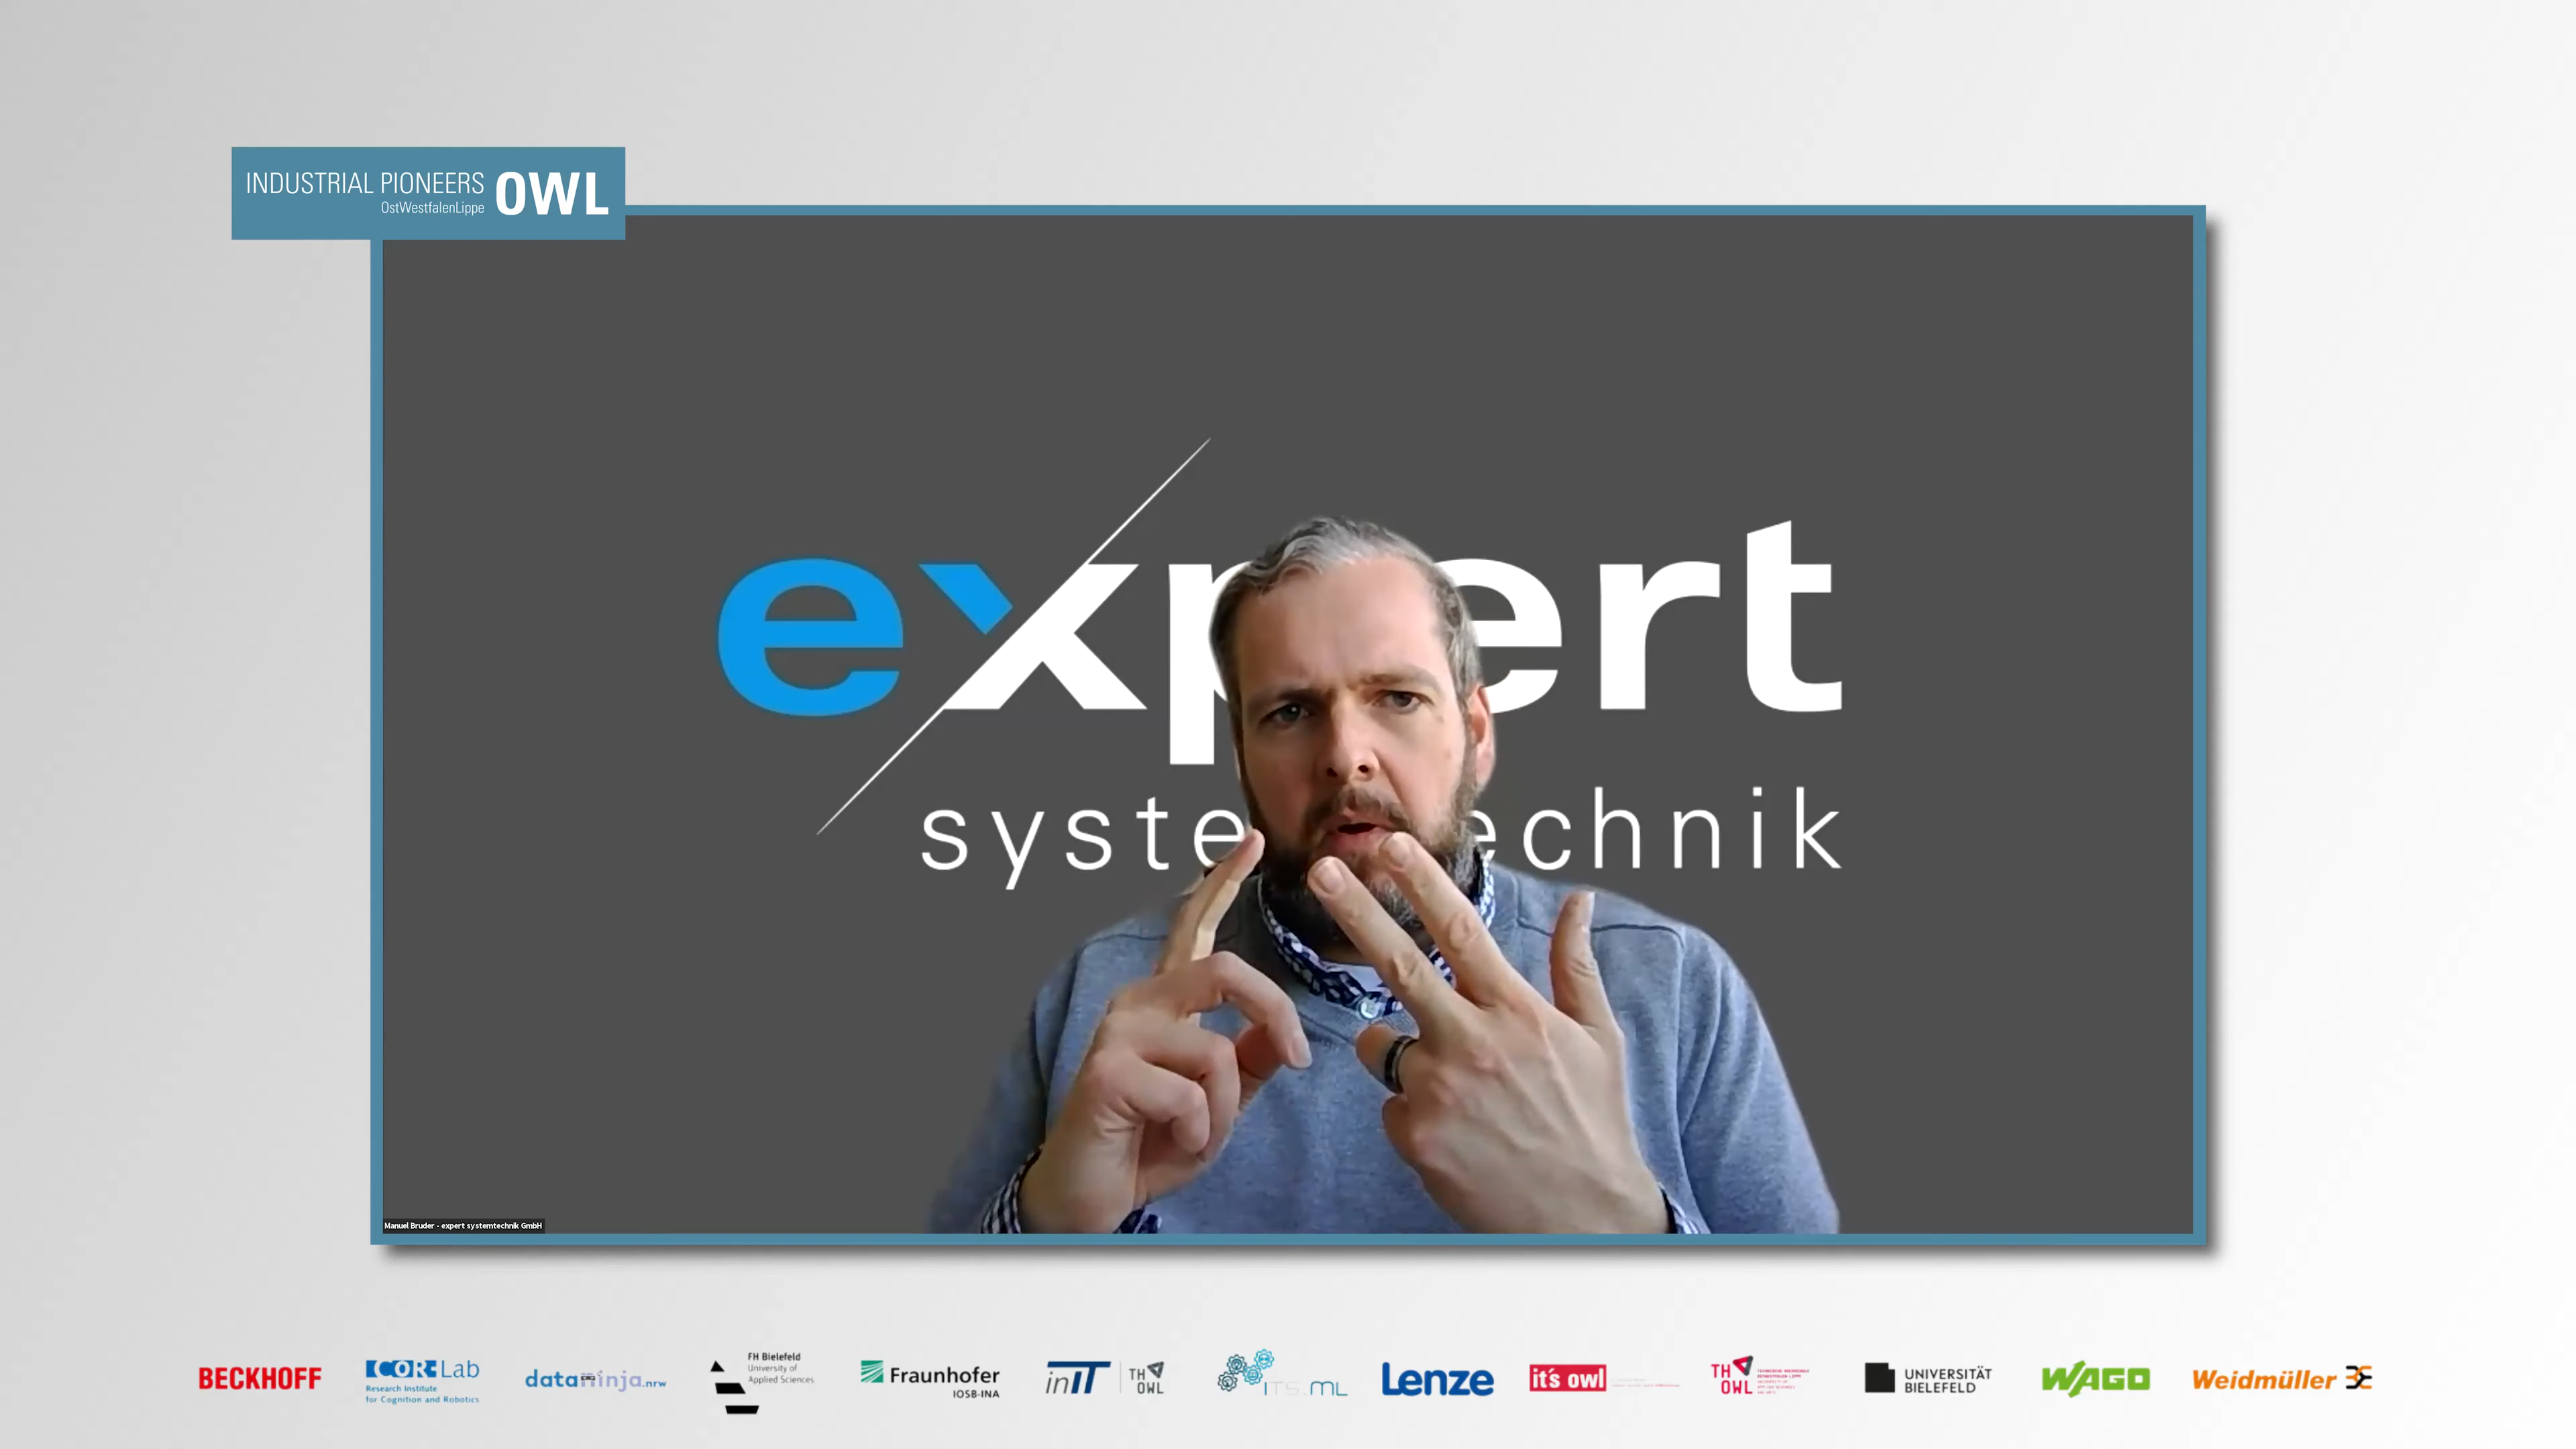 INDUSTRIAL PIONEERS OWL
OstWestfalenLippe
expert
syste echnik
Manuel Bruder - expert systemtechnik GmbH
BECKHOFF
COR-Lab
Research Institute
for Cognition and Robotics
dataninja.nrw
FH Bielefeld
University of
Applied Sciences
Fraunhofer
IOSB-INA
inIT
TH
OWL
ITS.ML
Lenze
it's owl
TH
OWL
UNIVERSITÄT
BIELEFELD
WAGO
Weidmüller